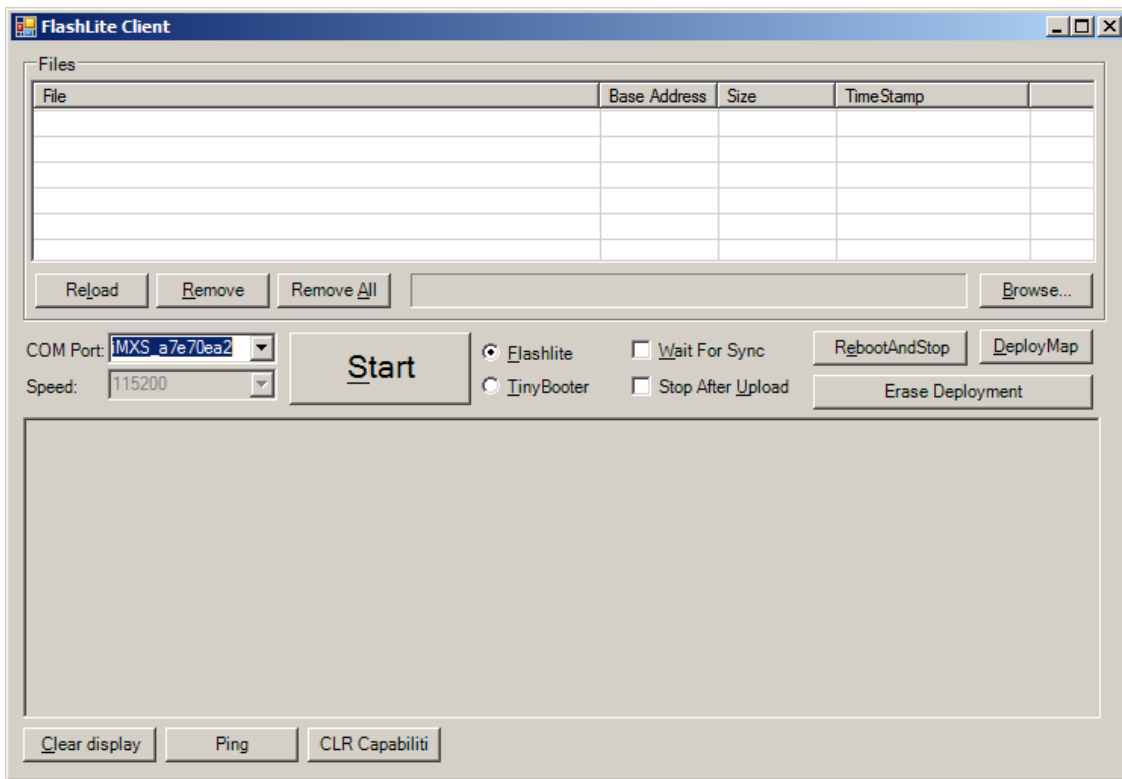 FlashLite Client
Files
File Base Address Size TimeStamp
Reload Remove Remove All Browse...
COM Port: iMXS_a7e70ea2 Start Flashlite Wait For Sync RebootAndStop DeployMap
Speed: 115200 TinyBooter Stop After Upload Erase Deployment
Clear display Ping CLR Capabiliti